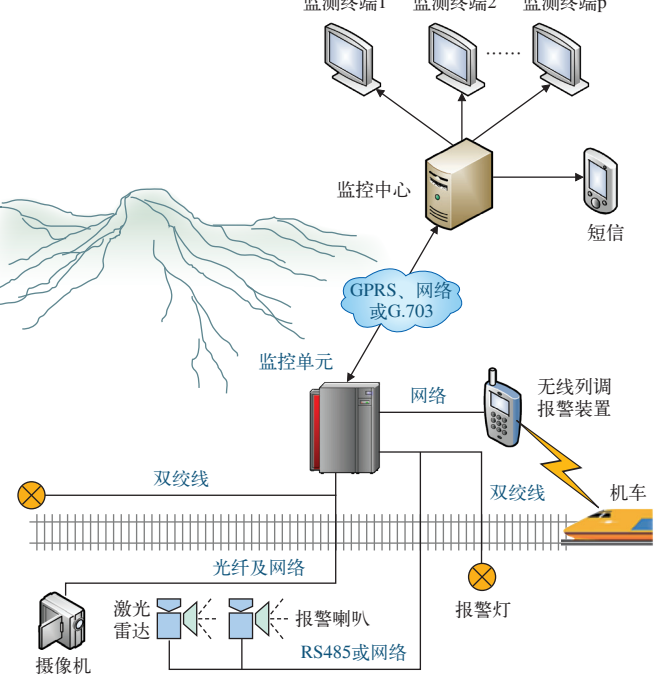 监测终端1
监测终端2
监测终端p
……
监控中心
短信
GPRS、网络
或G.703
监控单元
网络
无线列调
报警装置
双绞线
双绞线
机车
光纤及网络
激光
雷达
报警喇叭
报警灯
RS485或网络
摄像机